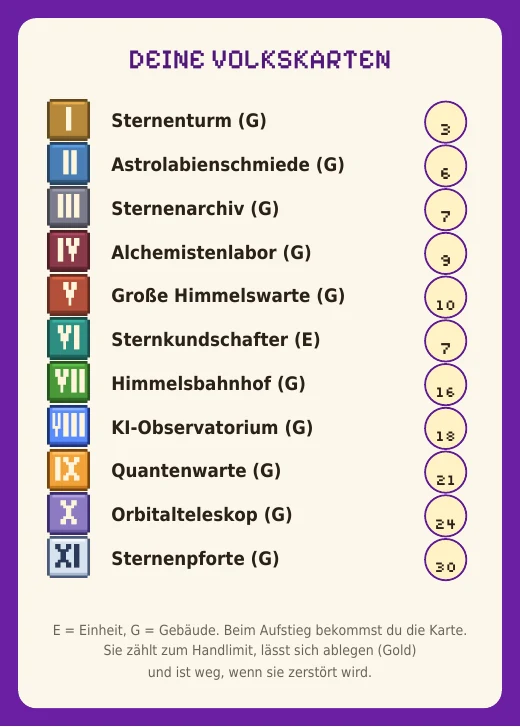 DEINE VOLKSKARTEN
I Sternenturm (G) 3
II Astrolabienschmiede (G) 6
III Sternenarchiv (G) 7
IV Alchemistenlabor (G) 9
V Große Himmelswarte (G) 10
VI Sternkundschafter (E) 7
VII Himmelsbahnhof (G) 16
VIII KI-Observatorium (G) 18
IX Quantenwarte (G) 21
X Orbitalteleskop (G) 24
XI Sternenpforte (G) 30
E = Einheit, G = Gebäude. Beim Aufstieg bekommst du die Karte.
Sie zählt zum Handlimit, lässt sich ablegen (Gold)
und ist weg, wenn sie zerstört wird.